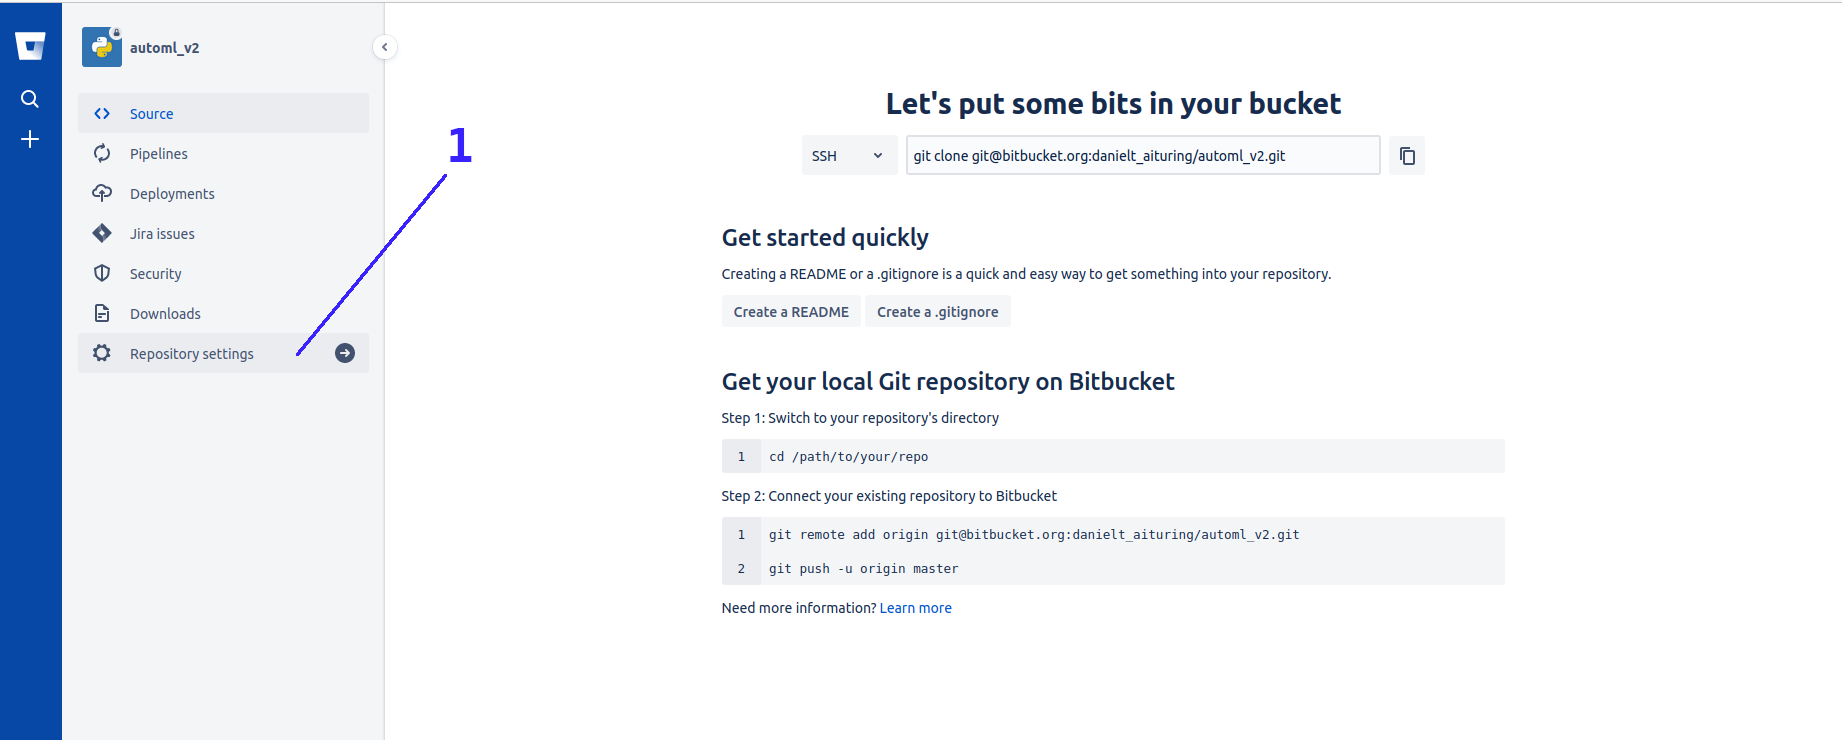 automl_v2
Source
Pipelines
Deployments
Jira issues
Security
Downloads
Repository settings
1
Let's put some bits in your bucket
SSH
git clone git@bitbucket.org:danielt_aituring/automl_v2.git
Get started quickly
Creating a README or a .gitignore is a quick and easy way to get something into your repository.
Create a README Create a .gitignore
Get your local Git repository on Bitbucket
Step 1: Switch to your repository's directory
1 cd /path/to/your/repo
Step 2: Connect your existing repository to Bitbucket
1 git remote add origin git@bitbucket.org:danielt_aituring/automl_v2.git
2 git push -u origin master
Need more information? Learn more